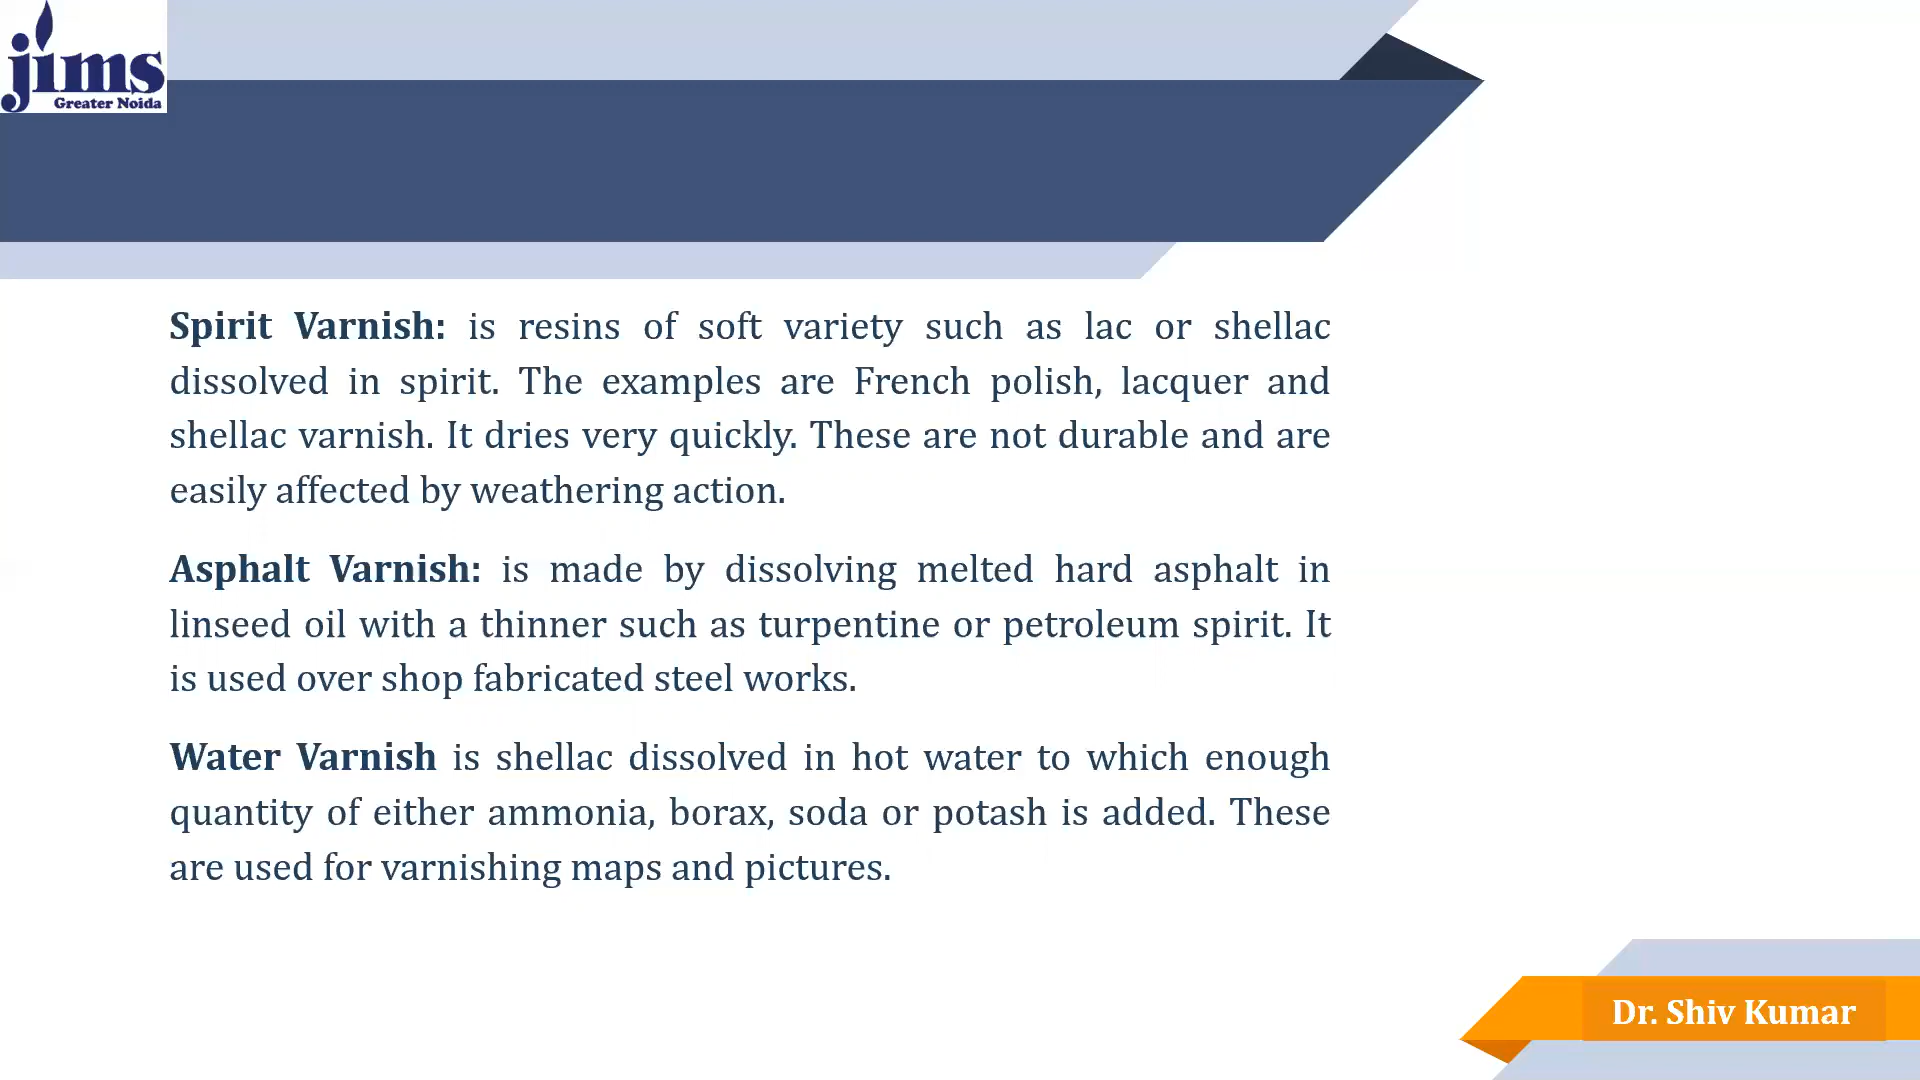 jims
Greater Noida
Spirit Varnish: is resins of soft variety such as lac or shellac
dissolved in spirit. The examples are French polish, lacquer and
shellac varnish. It dries very quickly. These are not durable and are
easily affected by weathering action.
Asphalt Varnish: is made by dissolving melted hard asphalt in
linseed oil with a thinner such as turpentine or petroleum spirit. It
is used over shop fabricated steel works.
Water Varnish is shellac dissolved in hot water to which enough
quantity of either ammonia, borax, soda or potash is added. These
are used for varnishing maps and pictures.
Dr. Shiv Kumar